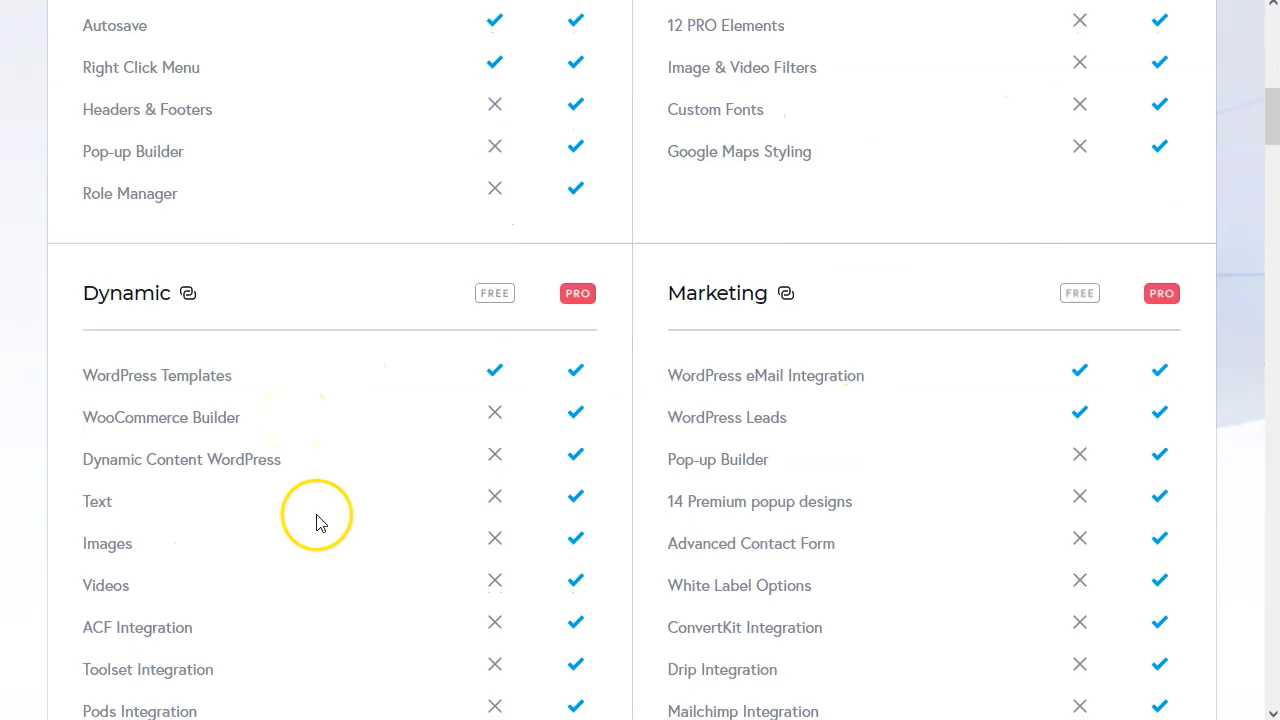 Autosave
Right Click Menu
Headers & Footers
Pop-up Builder
Role Manager
12 PRO Elements
Image & Video Filters
Custom Fonts
Google Maps Styling
Dynamic FREE PRO
WordPress Templates
WooCommerce Builder
Dynamic Content WordPress
Text
Images
Videos
ACF Integration
Toolset Integration
Pods Integration
Marketing FREE PRO
WordPress eMail Integration
WordPress Leads
Pop-up Builder
14 Premium popup designs
Advanced Contact Form
White Label Options
ConvertKit Integration
Drip Integration
Mailchimp Integration